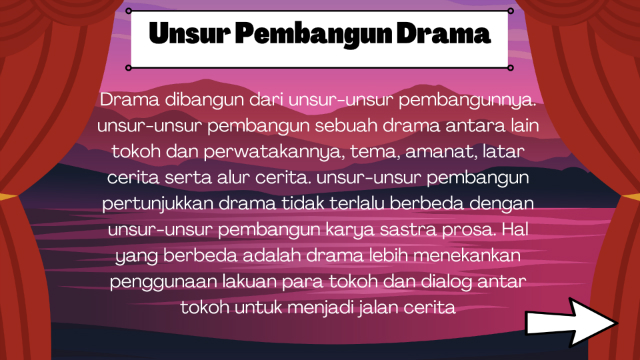 Unsur Pembangun Drama
Drama dibangun dari unsur-unsur pembangunnya.
unsur-unsur pembangun sebuah drama antara lain
tokoh dan perwatakannya, tema, amanat, latar
cerita serta alur cerita. unsur-unsur pembangun
pertunjukkan drama tidak terlalu berbeda dengan
unsur-unsur pembangun karya sastra prosa. Hal
yang berbeda adalah drama lebih menekankan
penggunaan lakuan para tokoh dan dialog antar
tokoh untuk menjadi jalan cerita